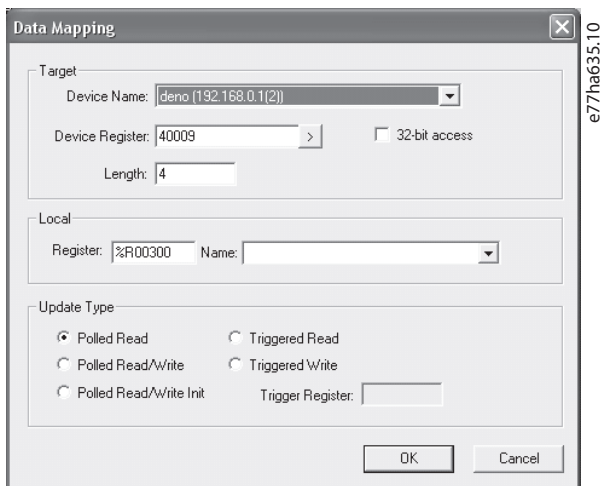 Data Mapping
Target
Device Name: deno (192.168.0.1(2))
Device Register: 40009 > 32-bit access
Length: 4
Local
Register: %R00300 Name:
Update Type
Polled Read Triggered Read
Polled Read/Write Triggered Write
Polled Read/Write Init Trigger Register:
OK Cancel
e77ha635.10